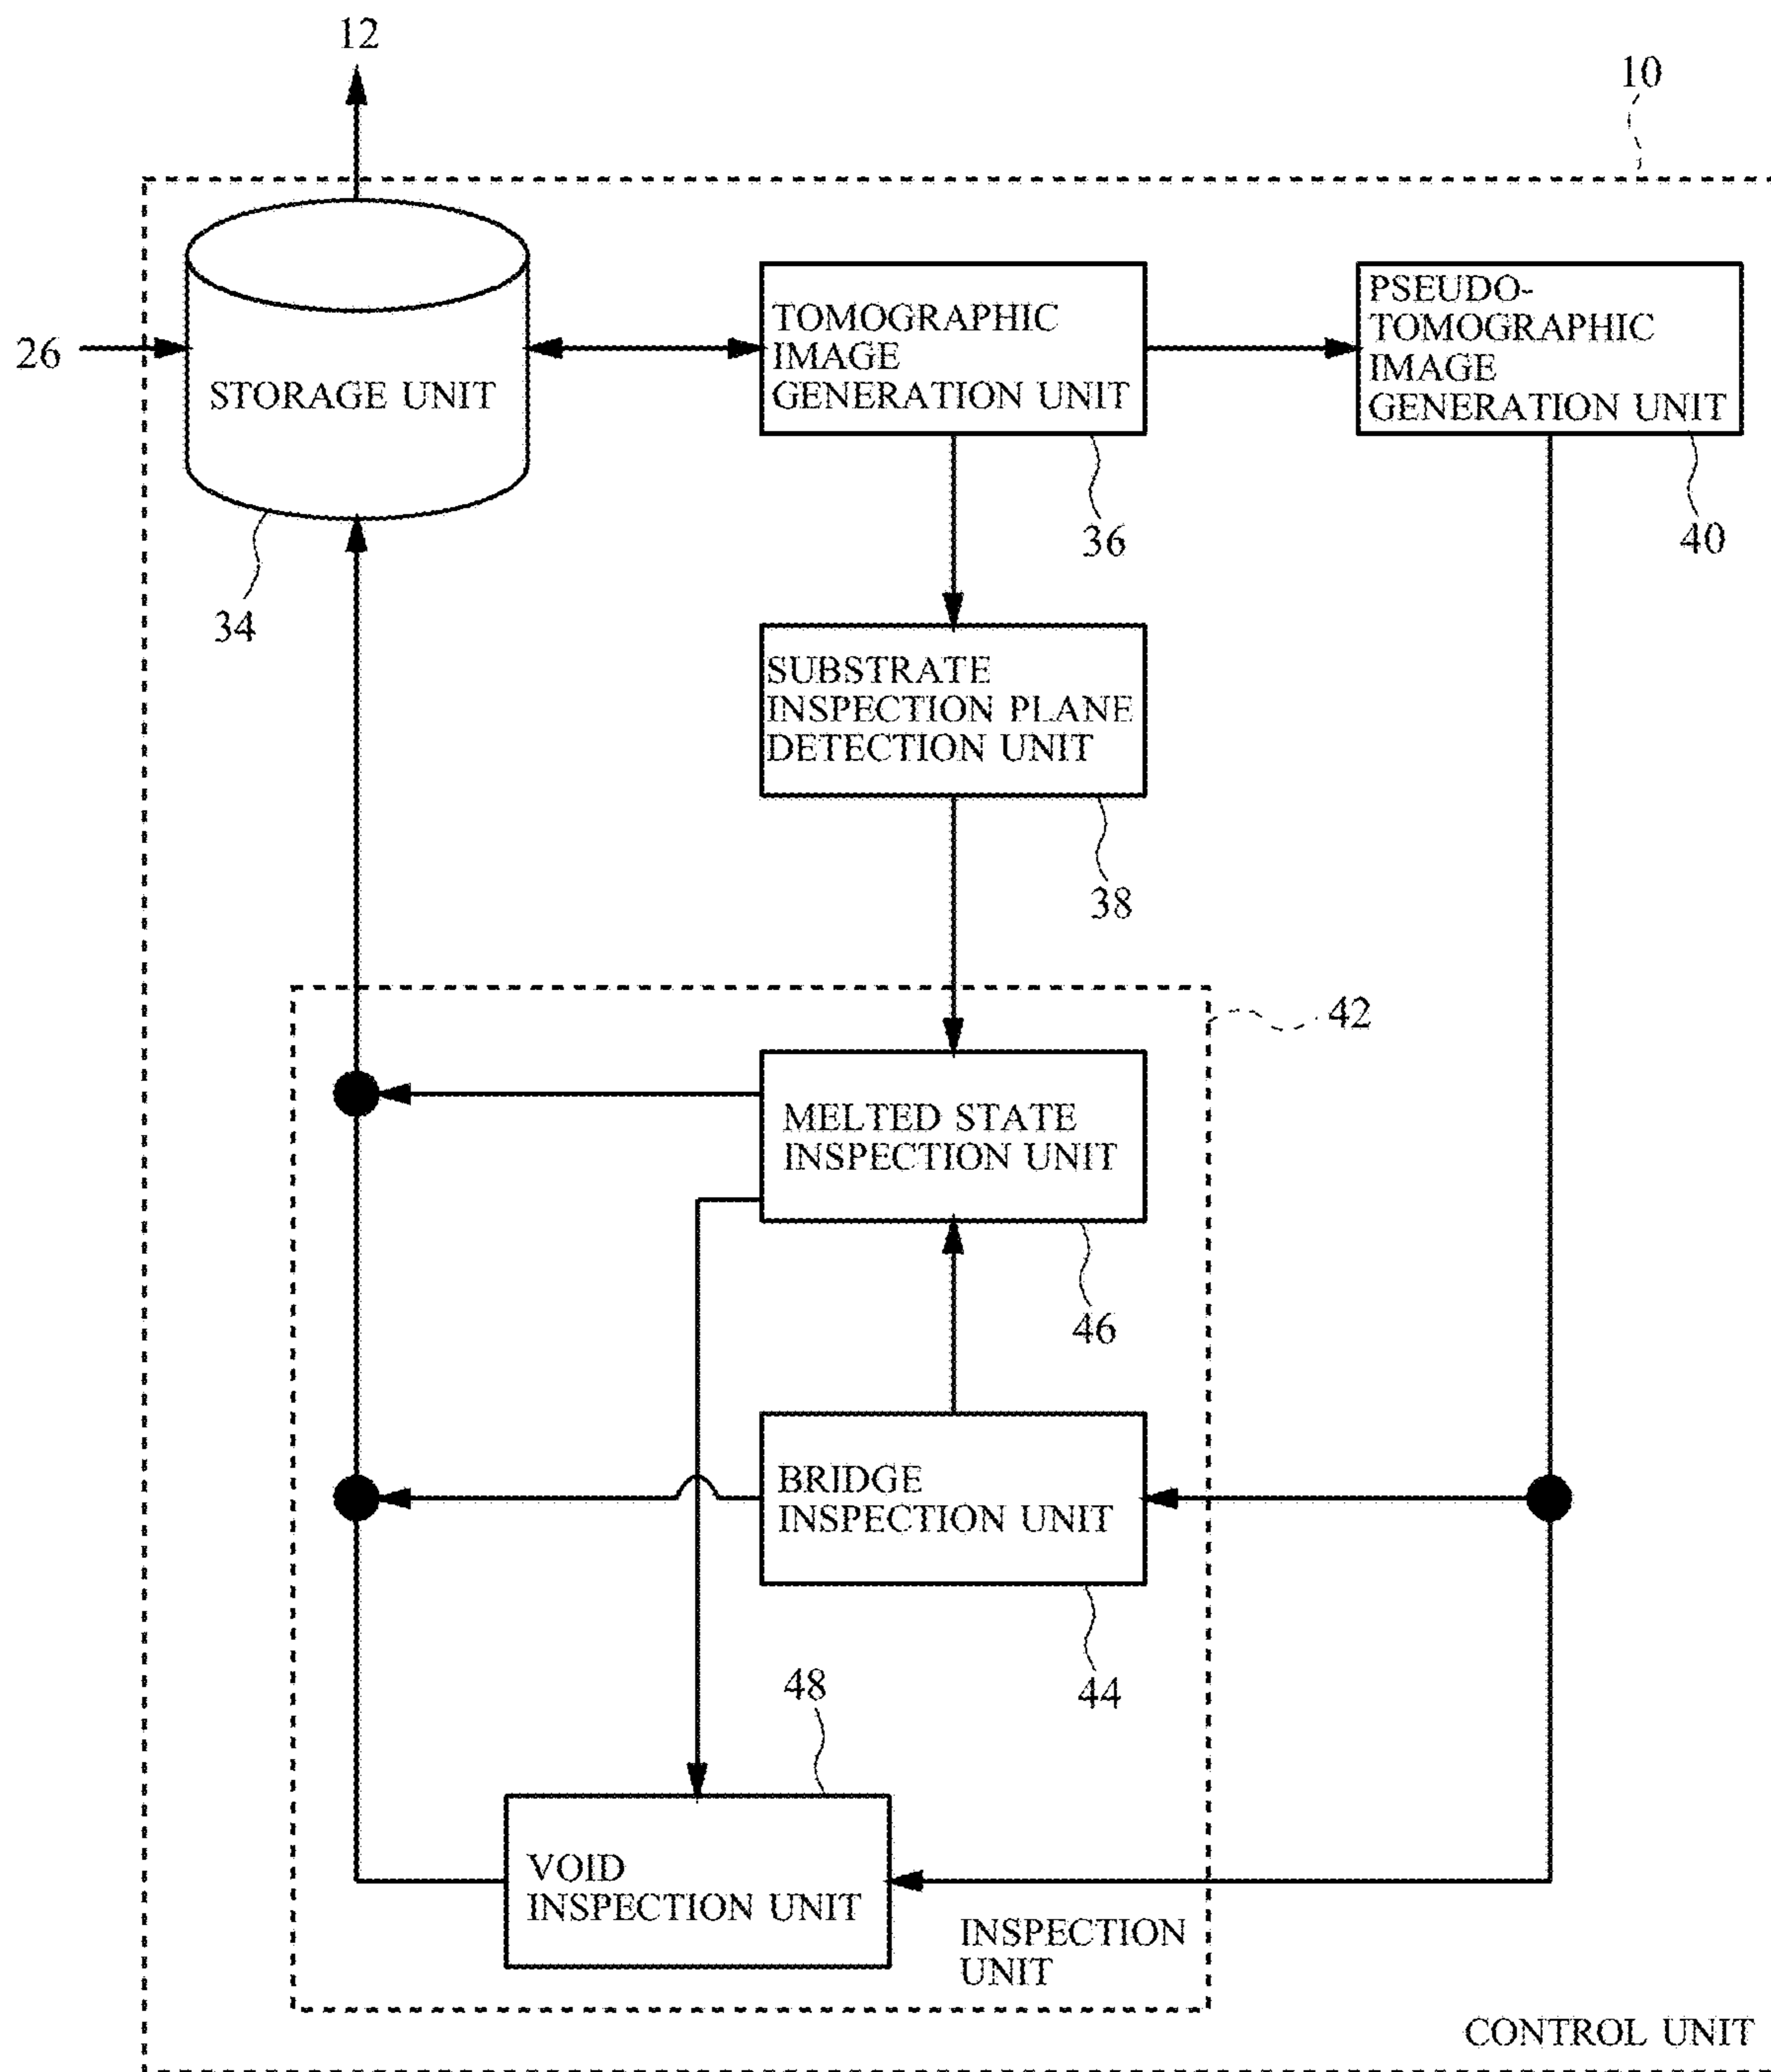 12
10
26
STORAGE UNIT
TOMOGRAPHIC
IMAGE
GENERATION UNIT
PSEUDO-
TOMOGRAPHIC
IMAGE
GENERATION UNIT
34
36
40
SUBSTRATE
INSPECTION PLANE
DETECTION UNIT
38
42
MELTED STATE
INSPECTION UNIT
46
BRIDGE
INSPECTION UNIT
44
48
VOID
INSPECTION UNIT
INSPECTION
UNIT
CONTROL UNIT